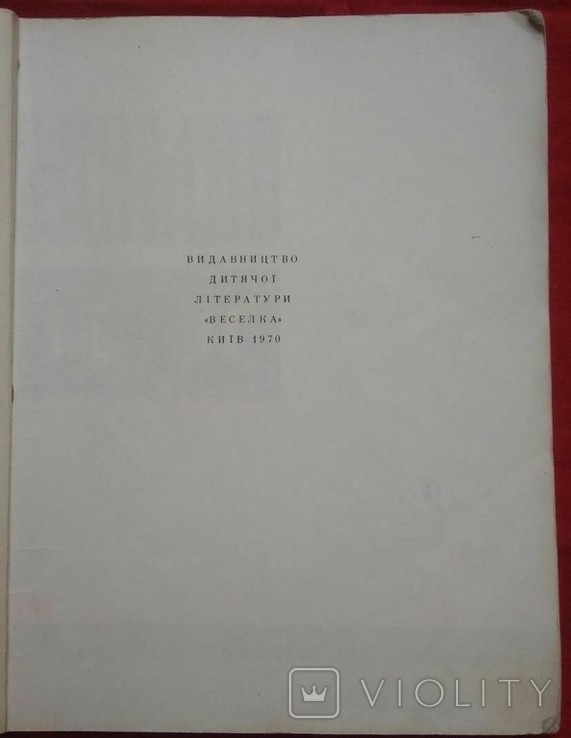 ВИДАВНИЦТВО
ДИТЯЧОЇ
ЛІТЕРАТУРИ
«ВЕСЕЛКА»
КИЇВ 1970
VIOLITY